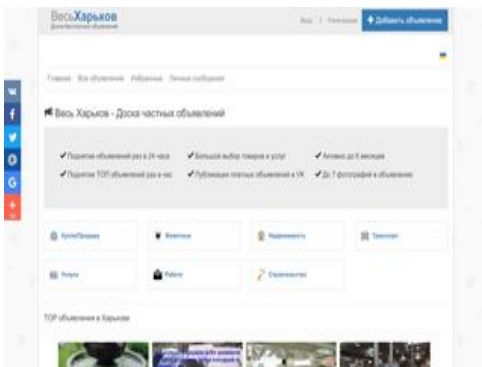 ВесьХарьков
Доска бесплатных объявлений
Вход | Регистрация
Добавить объявление
Главная Все объявления Избранные Личные сообщения
Весь Харьков - Доска частных объявлений
Поднятие объявлений раз в 24 часа
Большой выбор товаров и услуг
Активно до 6 месяцев
Поднятие ТОП объявлений раз в час
Публикация платных объявлений в VK
До 7 фотографий в объявлении
Купля/Продажа
Животные
Недвижимость
Транспорт
Услуги
Работа
Строительство
ТОР объявления в Харькове